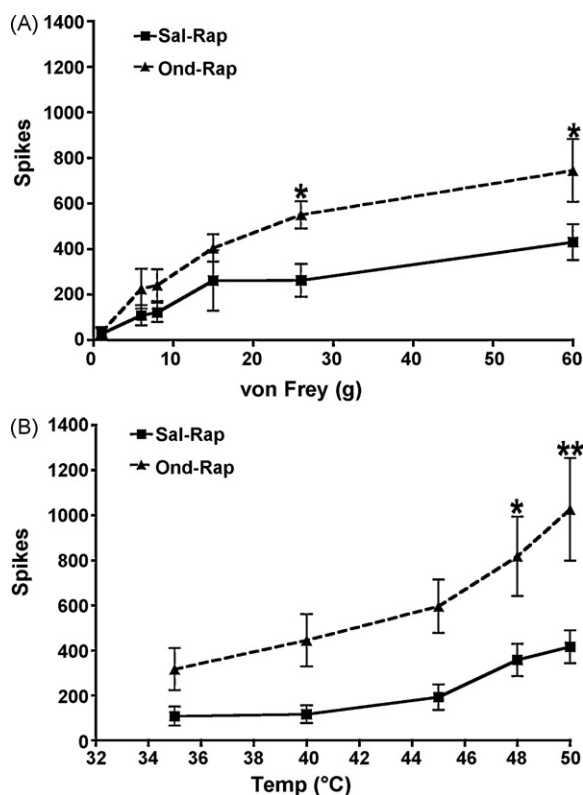 (A)
Sal-Rap
Ond-Rap
1400
1200
1000
800
600
400
200
0
Spikes
* *
0 10 20 30 40 50 60
von Frey (g)
(B)
Sal-Rap
Ond-Rap
1400
1200
1000
800
600
400
200
0
Spikes
* **
32 34 36 38 40 42 44 46 48 50
Temp (°C)